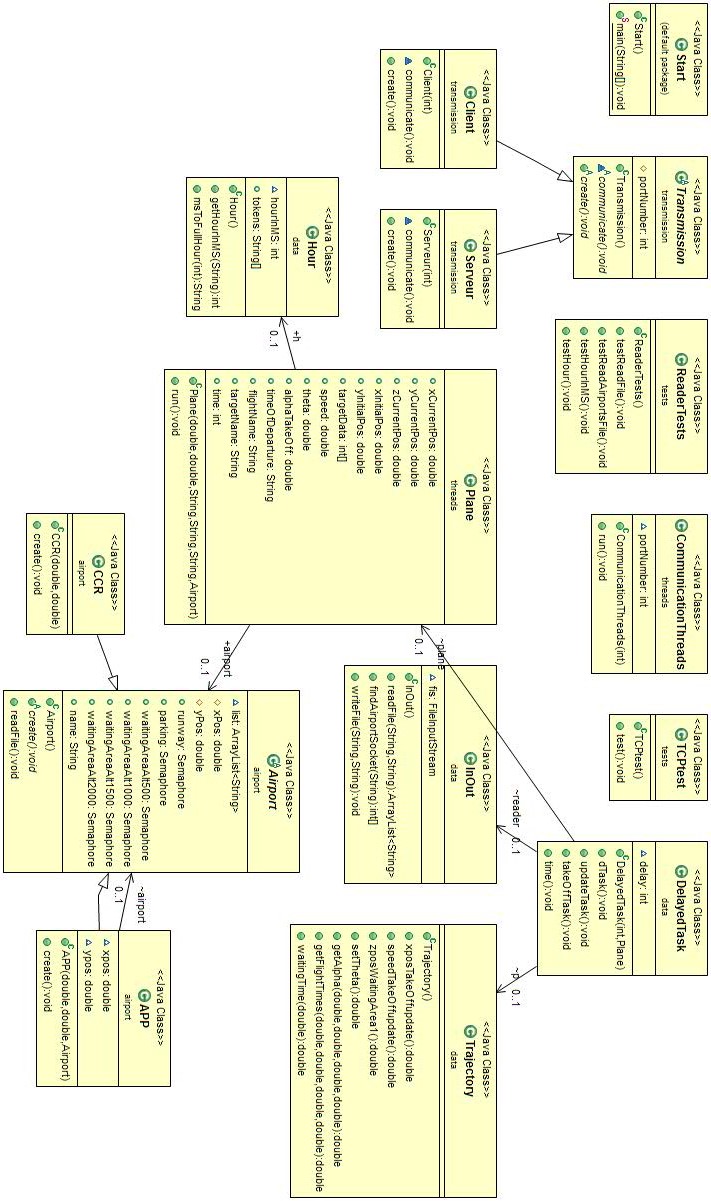 <<Java Class>>
Start
(default package)
Start()
main(String[]):void
<<Java Class>>
Transmission
transmission
portNumber: int
Transmission()
communicate():void
create():void
<<Java Class>>
ReaderTests
tests
ReaderTests()
testReadFile():void
testReadAirportsFile():void
testHourInMS():void
testHour():void
<<Java Class>>
CommunicationThreads
threads
portNumber: int
CommunicationThreads(int)
run():void
<<Java Class>>
TCPtest
tests
TCPtest()
test():void
<<Java Class>>
DelayedTask
data
delay: int
DelayedTask(int,Plane)
dTask():void
updateTask():void
takeOffTask():void
time():void
<<Java Class>>
Client
transmission
Client(int)
communicate():void
create():void
<<Java Class>>
Serveur
transmission
Serveur(int)
communicate():void
create():void
<<Java Class>>
Plane
threads
xCurrentPos: double
yCurrentPos: double
zCurrentPos: double
xInitialPos: double
yInitialPos: double
targetData: int[]
speed: double
theta: double
alphaTakeOff: double
timeOfDeparture: String
flightName: String
targetName: String
time: int
Plane(double,double,String,String,String,Airport)
run():void
~plane
0..1
<<Java Class>>
InOut
data
fis: FileInputStream
InOut()
readFile(String,String):ArrayList<String>
findAirportSocket(String):int[]
writeFile(String,String):void
~reader
0..1
<<Java Class>>
Trajectory
data
Trajectory()
xposTakeOffupdate():double
speedTakeOffupdate():double
zposWaitingArea1():double
setTheta():double
getAlpha(double,double,double,double):double
getFlightTimes(double,double,double,double):double
waitingTime(double):double
~p
0..1
<<Java Class>>
Hour
data
hourInMS: int
tokens: String[]
Hour()
getHourInMS(String):int
msToFullHour(int):String
+h
0..1
<<Java Class>>
CCR
airport
CCR(double,double)
create():void
+airport
0..1
<<Java Class>>
Airport
airport
list: ArrayList<String>
xPos: double
yPos: double
runway: Semaphore
parking: Semaphore
waitingAreaAlt500: Semaphore
waitingAreaAlt1000: Semaphore
waitingAreaAlt1500: Semaphore
waitingAreaAlt2000: Semaphore
name: String
Airport()
create():void
readFile():void
~airport
0..1
<<Java Class>>
APP
airport
xpos: double
ypos: double
APP(double,double,Airport)
create():void